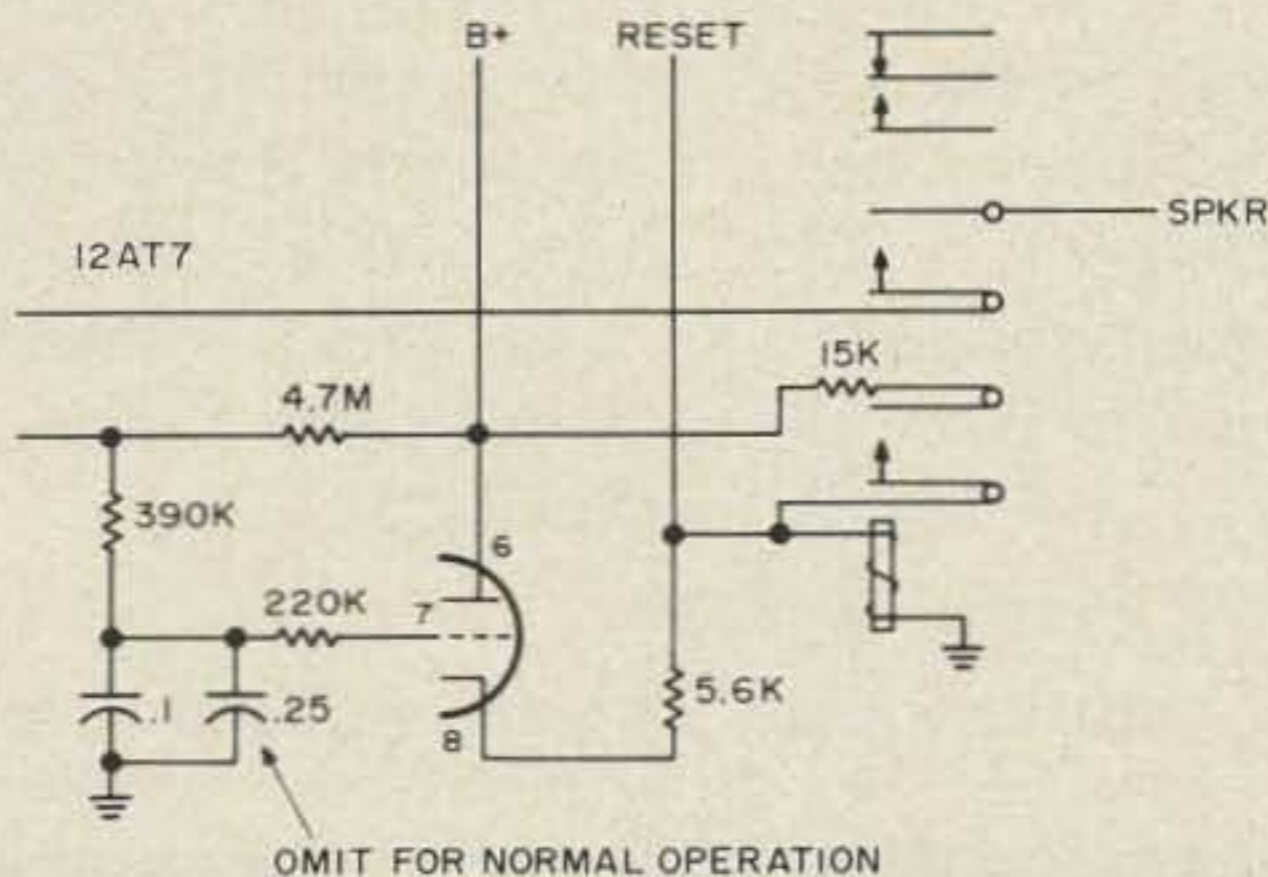 B+
RESET
SPKR
12AT7
15K
4.7M
390K
6
220K
7
.1
.25
5.6K
8
OMIT FOR NORMAL OPERATION